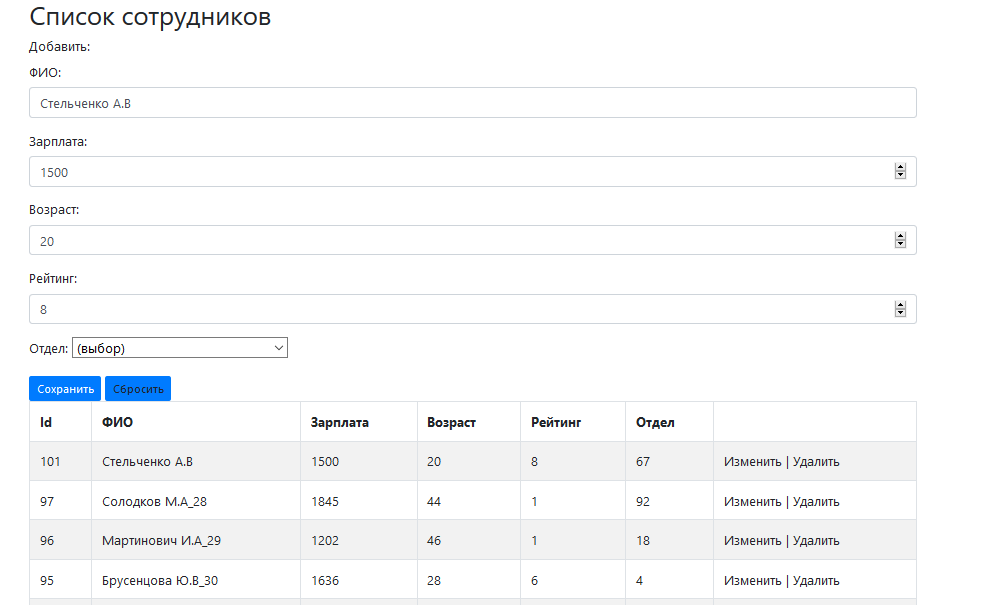 Список сотрудников
Добавить:
ФИО:
Стельченко А.В
Зарплата:
1500
Возраст:
20
Рейтинг:
8
Отдел: (выбор)
Сохранить Сбросить
Id ФИО Зарплата Возраст Рейтинг Отдел
101 Стельченко А.В 1500 20 8 67 Изменить | Удалить
97 Солодков М.А_28 1845 44 1 92 Изменить | Удалить
96 Мартинович И.А_29 1202 46 1 18 Изменить | Удалить
95 Брусенцова Ю.В_30 1636 28 6 4 Изменить | Удалить